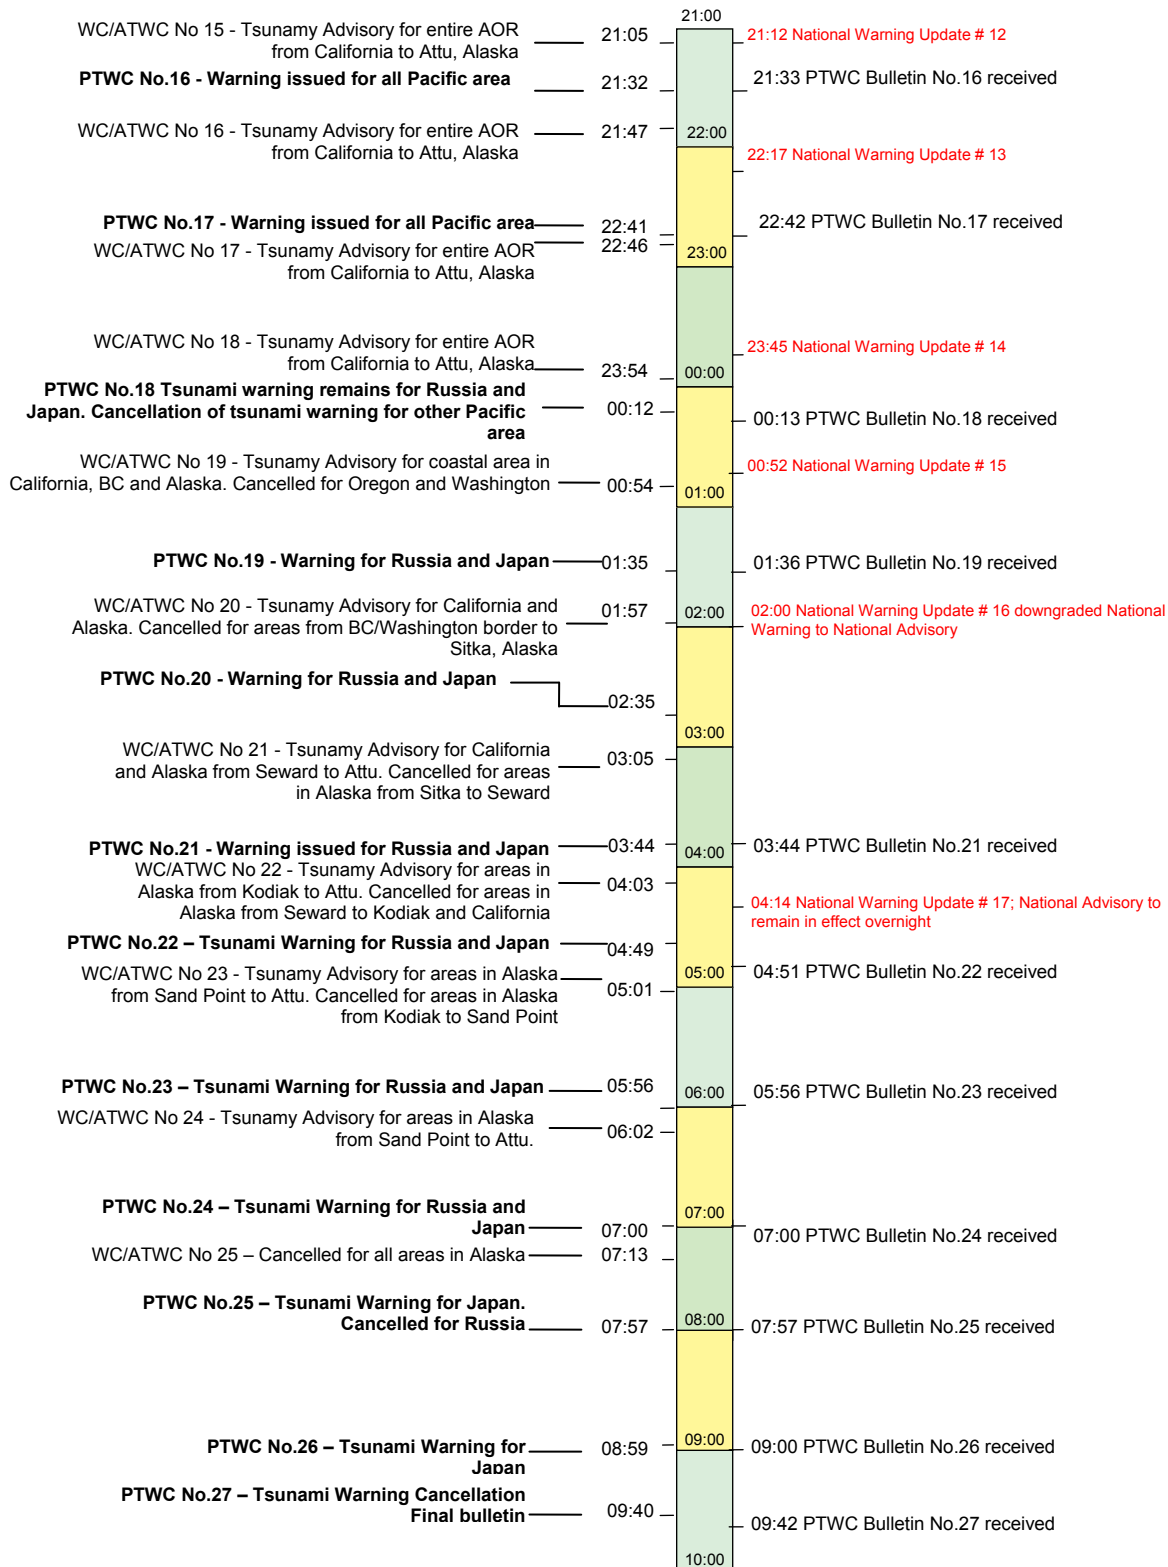 21:00
WC/ATWC No 15 - Tsunamy Advisory for entire AOR
from California to Attu, Alaska
21:05
21:12 National Warning Update # 12
PTWC No.16 - Warning issued for all Pacific area
21:32
21:33 PTWC Bulletin No.16 received
WC/ATWC No 16 - Tsunamy Advisory for entire AOR
from California to Attu, Alaska
21:47
22:00
22:17 National Warning Update # 13
PTWC No.17 - Warning issued for all Pacific area
22:41
22:42 PTWC Bulletin No.17 received
WC/ATWC No 17 - Tsunamy Advisory for entire AOR
from California to Attu, Alaska
22:46
23:00
WC/ATWC No 18 - Tsunamy Advisory for entire AOR
from California to Attu, Alaska
23:54
23:45 National Warning Update # 14
00:00
PTWC No.18 Tsunami warning remains for Russia and
Japan. Cancellation of tsunami warning for other Pacific
area
00:12
00:13 PTWC Bulletin No.18 received
WC/ATWC No 19 - Tsunamy Advisory for coastal area in
California, BC and Alaska. Cancelled for Oregon and Washington
00:54
00:52 National Warning Update # 15
01:00
PTWC No.19 - Warning for Russia and Japan
01:35
01:36 PTWC Bulletin No.19 received
WC/ATWC No 20 - Tsunamy Advisory for California and
Alaska. Cancelled for areas from BC/Washington border to
Sitka, Alaska
01:57
02:00
02:00 National Warning Update # 16 downgraded National
Warning to National Advisory
PTWC No.20 - Warning for Russia and Japan
02:35
03:00
WC/ATWC No 21 - Tsunamy Advisory for California
and Alaska from Seward to Attu. Cancelled for areas
in Alaska from Sitka to Seward
03:05
PTWC No.21 - Warning issued for Russia and Japan
03:44
04:00
03:44 PTWC Bulletin No.21 received
WC/ATWC No 22 - Tsunamy Advisory for areas in
Alaska from Kodiak to Attu. Cancelled for areas in
Alaska from Seward to Kodiak and California
04:03
04:14 National Warning Update # 17; National Advisory to
remain in effect overnight
PTWC No.22 – Tsunami Warning for Russia and Japan
04:49
05:00
04:51 PTWC Bulletin No.22 received
WC/ATWC No 23 - Tsunamy Advisory for areas in Alaska
from Sand Point to Attu. Cancelled for areas in Alaska
from Kodiak to Sand Point
05:01
PTWC No.23 – Tsunami Warning for Russia and Japan
05:56
06:00
05:56 PTWC Bulletin No.23 received
WC/ATWC No 24 - Tsunamy Advisory for areas in Alaska
from Sand Point to Attu.
06:02
PTWC No.24 – Tsunami Warning for Russia and
Japan
07:00
07:00
07:00 PTWC Bulletin No.24 received
WC/ATWC No 25 – Cancelled for all areas in Alaska
07:13
PTWC No.25 – Tsunami Warning for Japan.
Cancelled for Russia
07:57
08:00
07:57 PTWC Bulletin No.25 received
PTWC No.26 – Tsunami Warning for
Japan
08:59
09:00
09:00 PTWC Bulletin No.26 received
PTWC No.27 – Tsunami Warning Cancellation
Final bulletin
09:40
09:42 PTWC Bulletin No.27 received
10:00